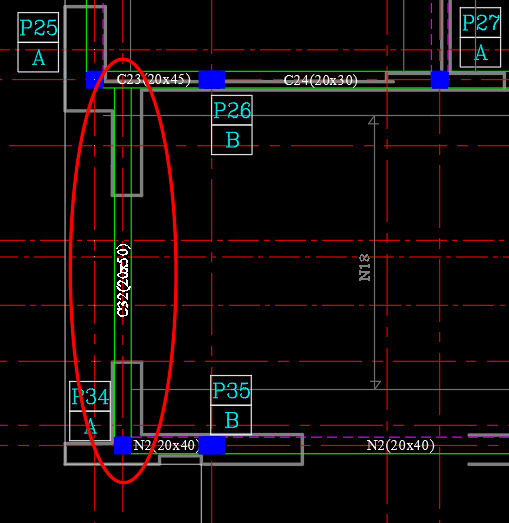 P25
A
P27
A
C23(20x45)
C24(20x30)
P26
B
C32(20x50)
N18
P34
A
P35
B
N2(20x40)
N2(20x40)